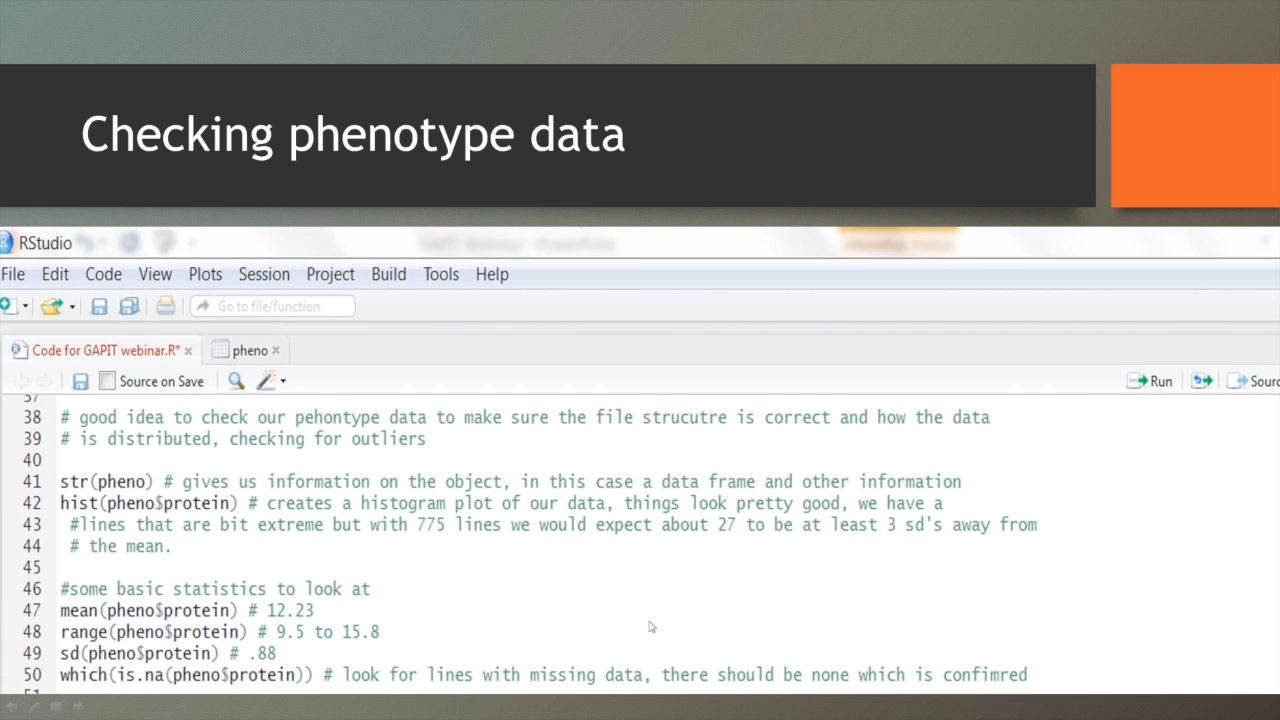 Checking phenotype data
RStudio
File Edit Code View Plots Session Project Build Tools Help
Go to file/function
Code for GAPIT webinar.R* × pheno ×
Source on Save Run Sourc
37
38 # good idea to check our pehontype data to make sure the file strucutre is correct and how the data
39 # is distributed, checking for outliers
40
41 str(pheno) # gives us information on the object, in this case a data frame and other information
42 hist(pheno$protein) # creates a histogram plot of our data, things look pretty good, we have a
43 #lines that are bit extreme but with 775 lines we would expect about 27 to be at least 3 sd's away from
44 # the mean.
45
46 #some basic statistics to look at
47 mean(pheno$protein) # 12.23
48 range(pheno$protein) # 9.5 to 15.8
49 sd(pheno$protein) # .88
50 which(is.na(pheno$protein)) # look for lines with missing data, there should be none which is confimred
51